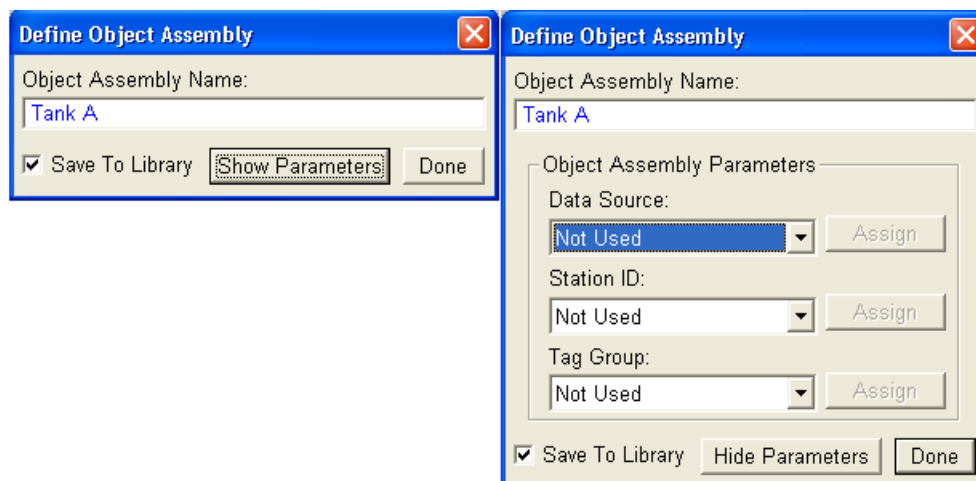 Define Object Assembly
Object Assembly Name:
Tank A
Save To Library Show Parameters Done
Define Object Assembly
Object Assembly Name:
Tank A
Object Assembly Parameters
Data Source:
Not Used Assign
Station ID:
Not Used Assign
Tag Group:
Not Used Assign
Save To Library Hide Parameters Done